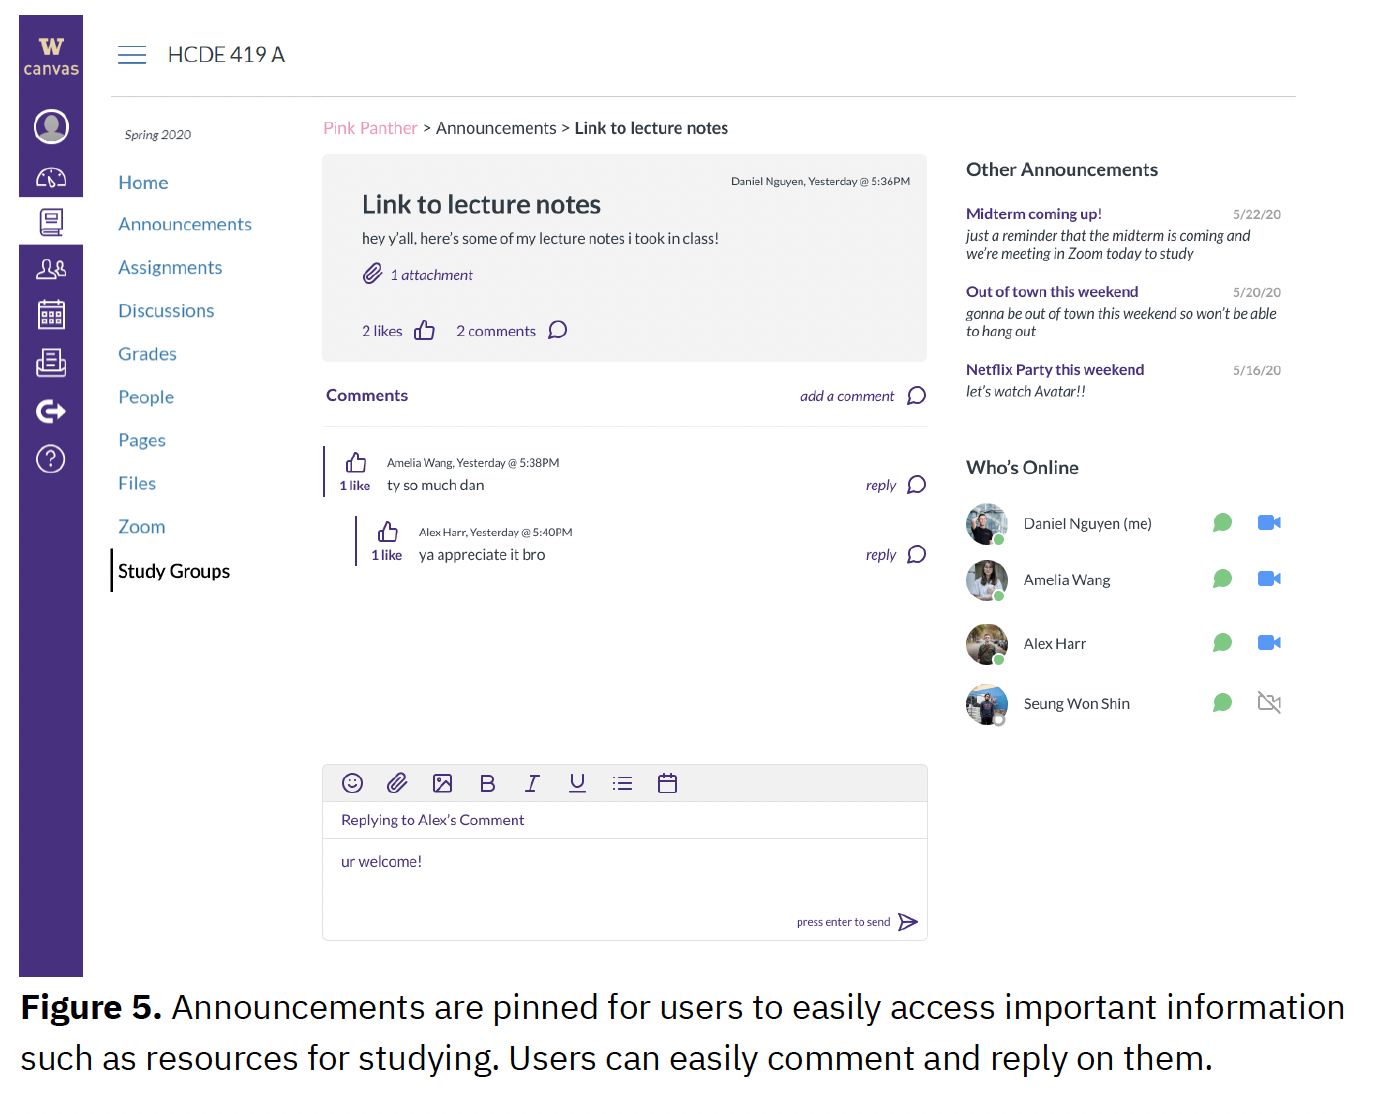 W
canvas
HCDE 419 A
Spring 2020
Home
Announcements
Assignments
Discussions
Grades
People
Pages
Files
Zoom
Study Groups
Pink Panther > Announcements > Link to lecture notes
Daniel Nguyen, Yesterday @ 5:36PM
Link to lecture notes
hey y'all, here's some of my lecture notes i took in class!
1 attachment
2 likes 2 comments
Comments add a comment
Amelia Wang, Yesterday @ 5:38PM
1 like ty so much dan reply
Alex Harr, Yesterday @ 5:40PM
1 like ya appreciate it bro reply
Replying to Alex's Comment
ur welcome!
press enter to send
Other Announcements
Midterm coming up! 5/22/20
just a reminder that the midterm is coming and
we're meeting in Zoom today to study
Out of town this weekend 5/20/20
gonna be out of town this weekend so won't be able
to hang out
Netflix Party this weekend 5/16/20
let's watch Avatar!!
Who's Online
Daniel Nguyen (me)
Amelia Wang
Alex Harr
Seung Won Shin
Figure 5. Announcements are pinned for users to easily access important information
such as resources for studying. Users can easily comment and reply on them.